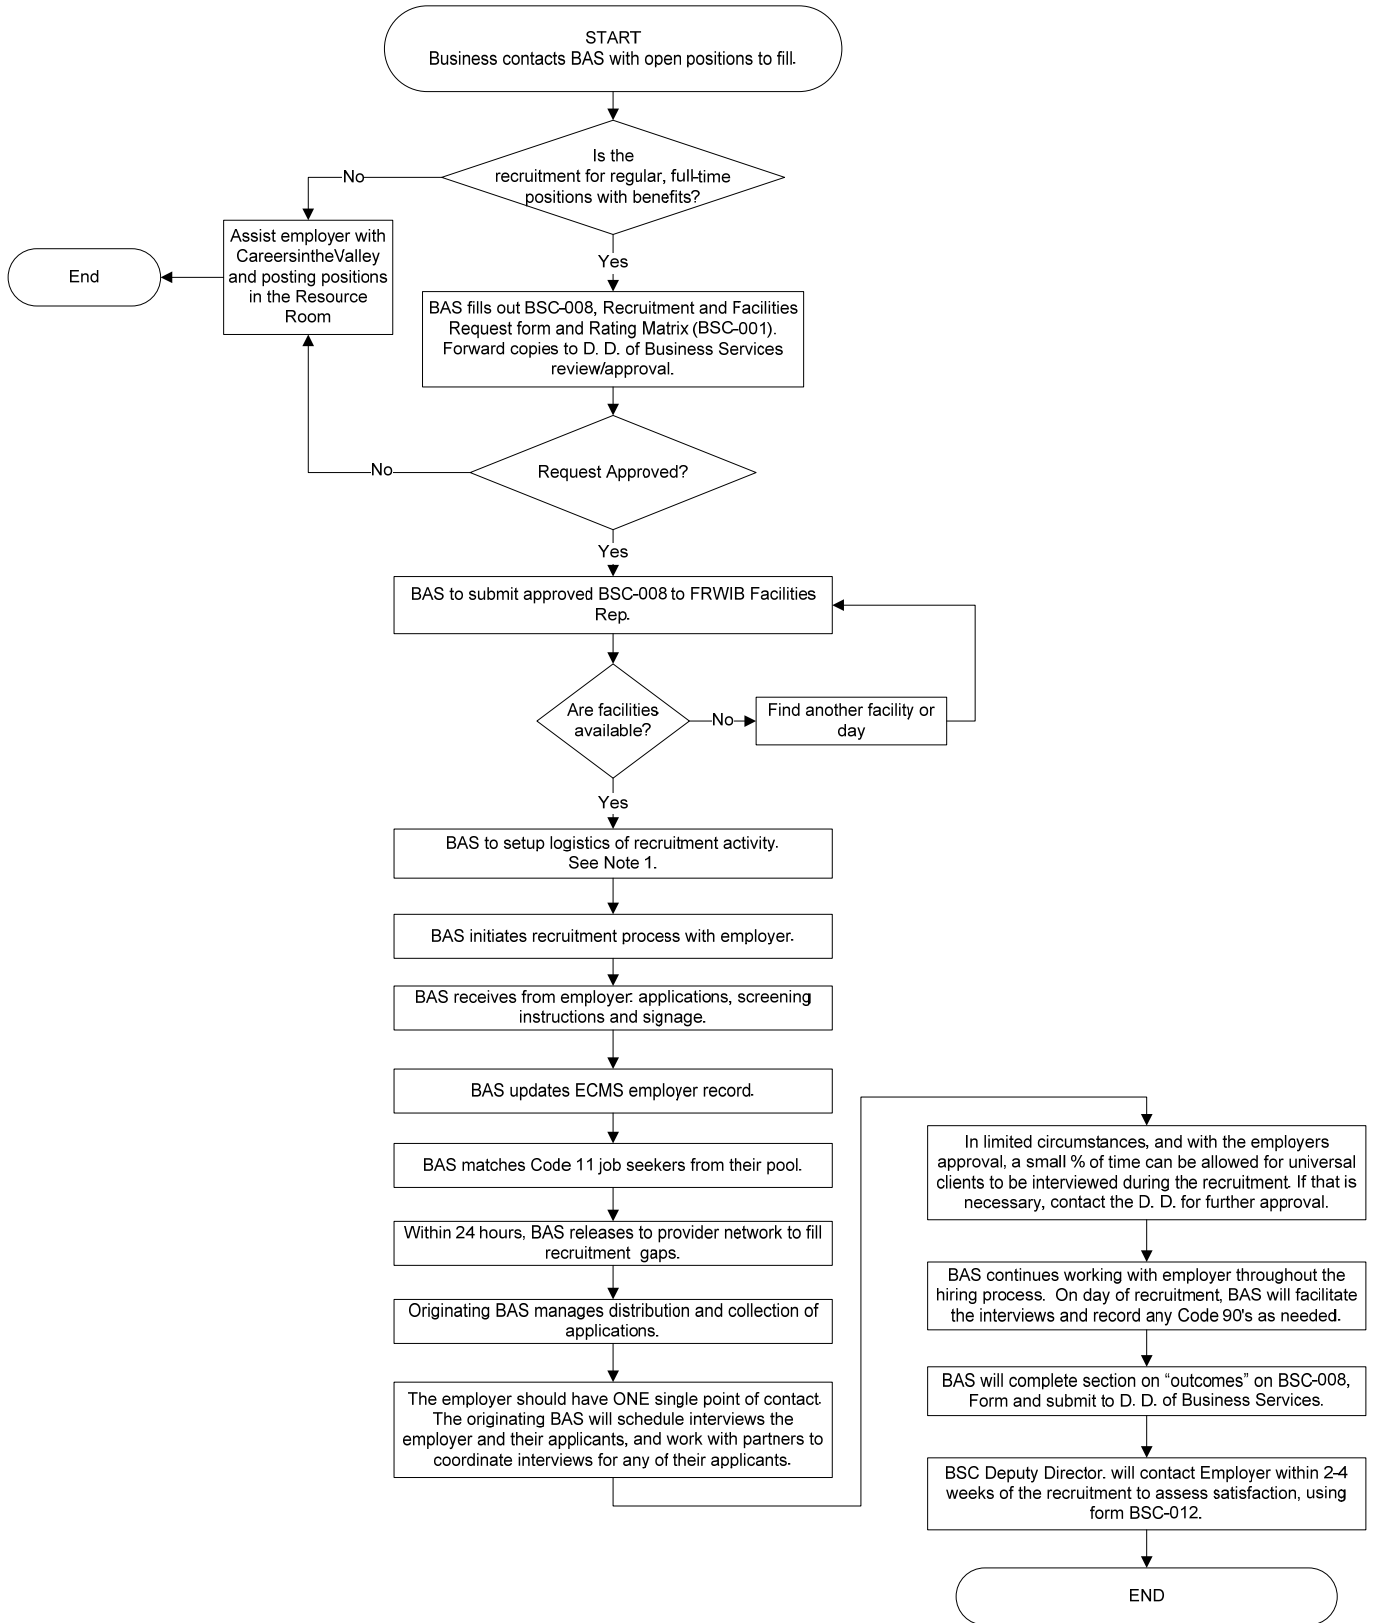 START
Business contacts BAS with open positions to fill.
Is the
recruitment for regular, full-time
positions with benefits?
No
Assist employer with
CareersintheValley
and posting positions
in the Resource
Room
End
Yes
BAS fills out BSC-008, Recruitment and Facilities
Request form and Rating Matrix (BSC-001).
Forward copies to D. D. of Business Services
review/approval.
Request Approved?
No
Yes
BAS to submit approved BSC-008 to FRWIB Facilities
Rep.
Are facilities
available?
No
Find another facility or
day
Yes
BAS to setup logistics of recruitment activity.
See Note 1.
BAS initiates recruitment process with employer.
BAS receives from employer: applications, screening
instructions and signage.
BAS updates ECMS employer record.
BAS matches Code 11 job seekers from their pool.
Within 24 hours, BAS releases to provider network to fill
recruitment gaps.
Originating BAS manages distribution and collection of
applications.
The employer should have ONE single point of contact.
The originating BAS will schedule interviews the
employer and their applicants, and work with partners to
coordinate interviews for any of their applicants.
In limited circumstances, and with the employers
approval, a small % of time can be allowed for universal
clients to be interviewed during the recruitment. If that is
necessary, contact the D. D. for further approval.
BAS continues working with employer throughout the
hiring process. On day of recruitment, BAS will facilitate
the interviews and record any Code 90's as needed.
BAS will complete section on “outcomes” on BSC-008,
Form and submit to D. D. of Business Services.
BSC Deputy Director. will contact Employer within 2-4
weeks of the recruitment to assess satisfaction, using
form BSC-012.
END